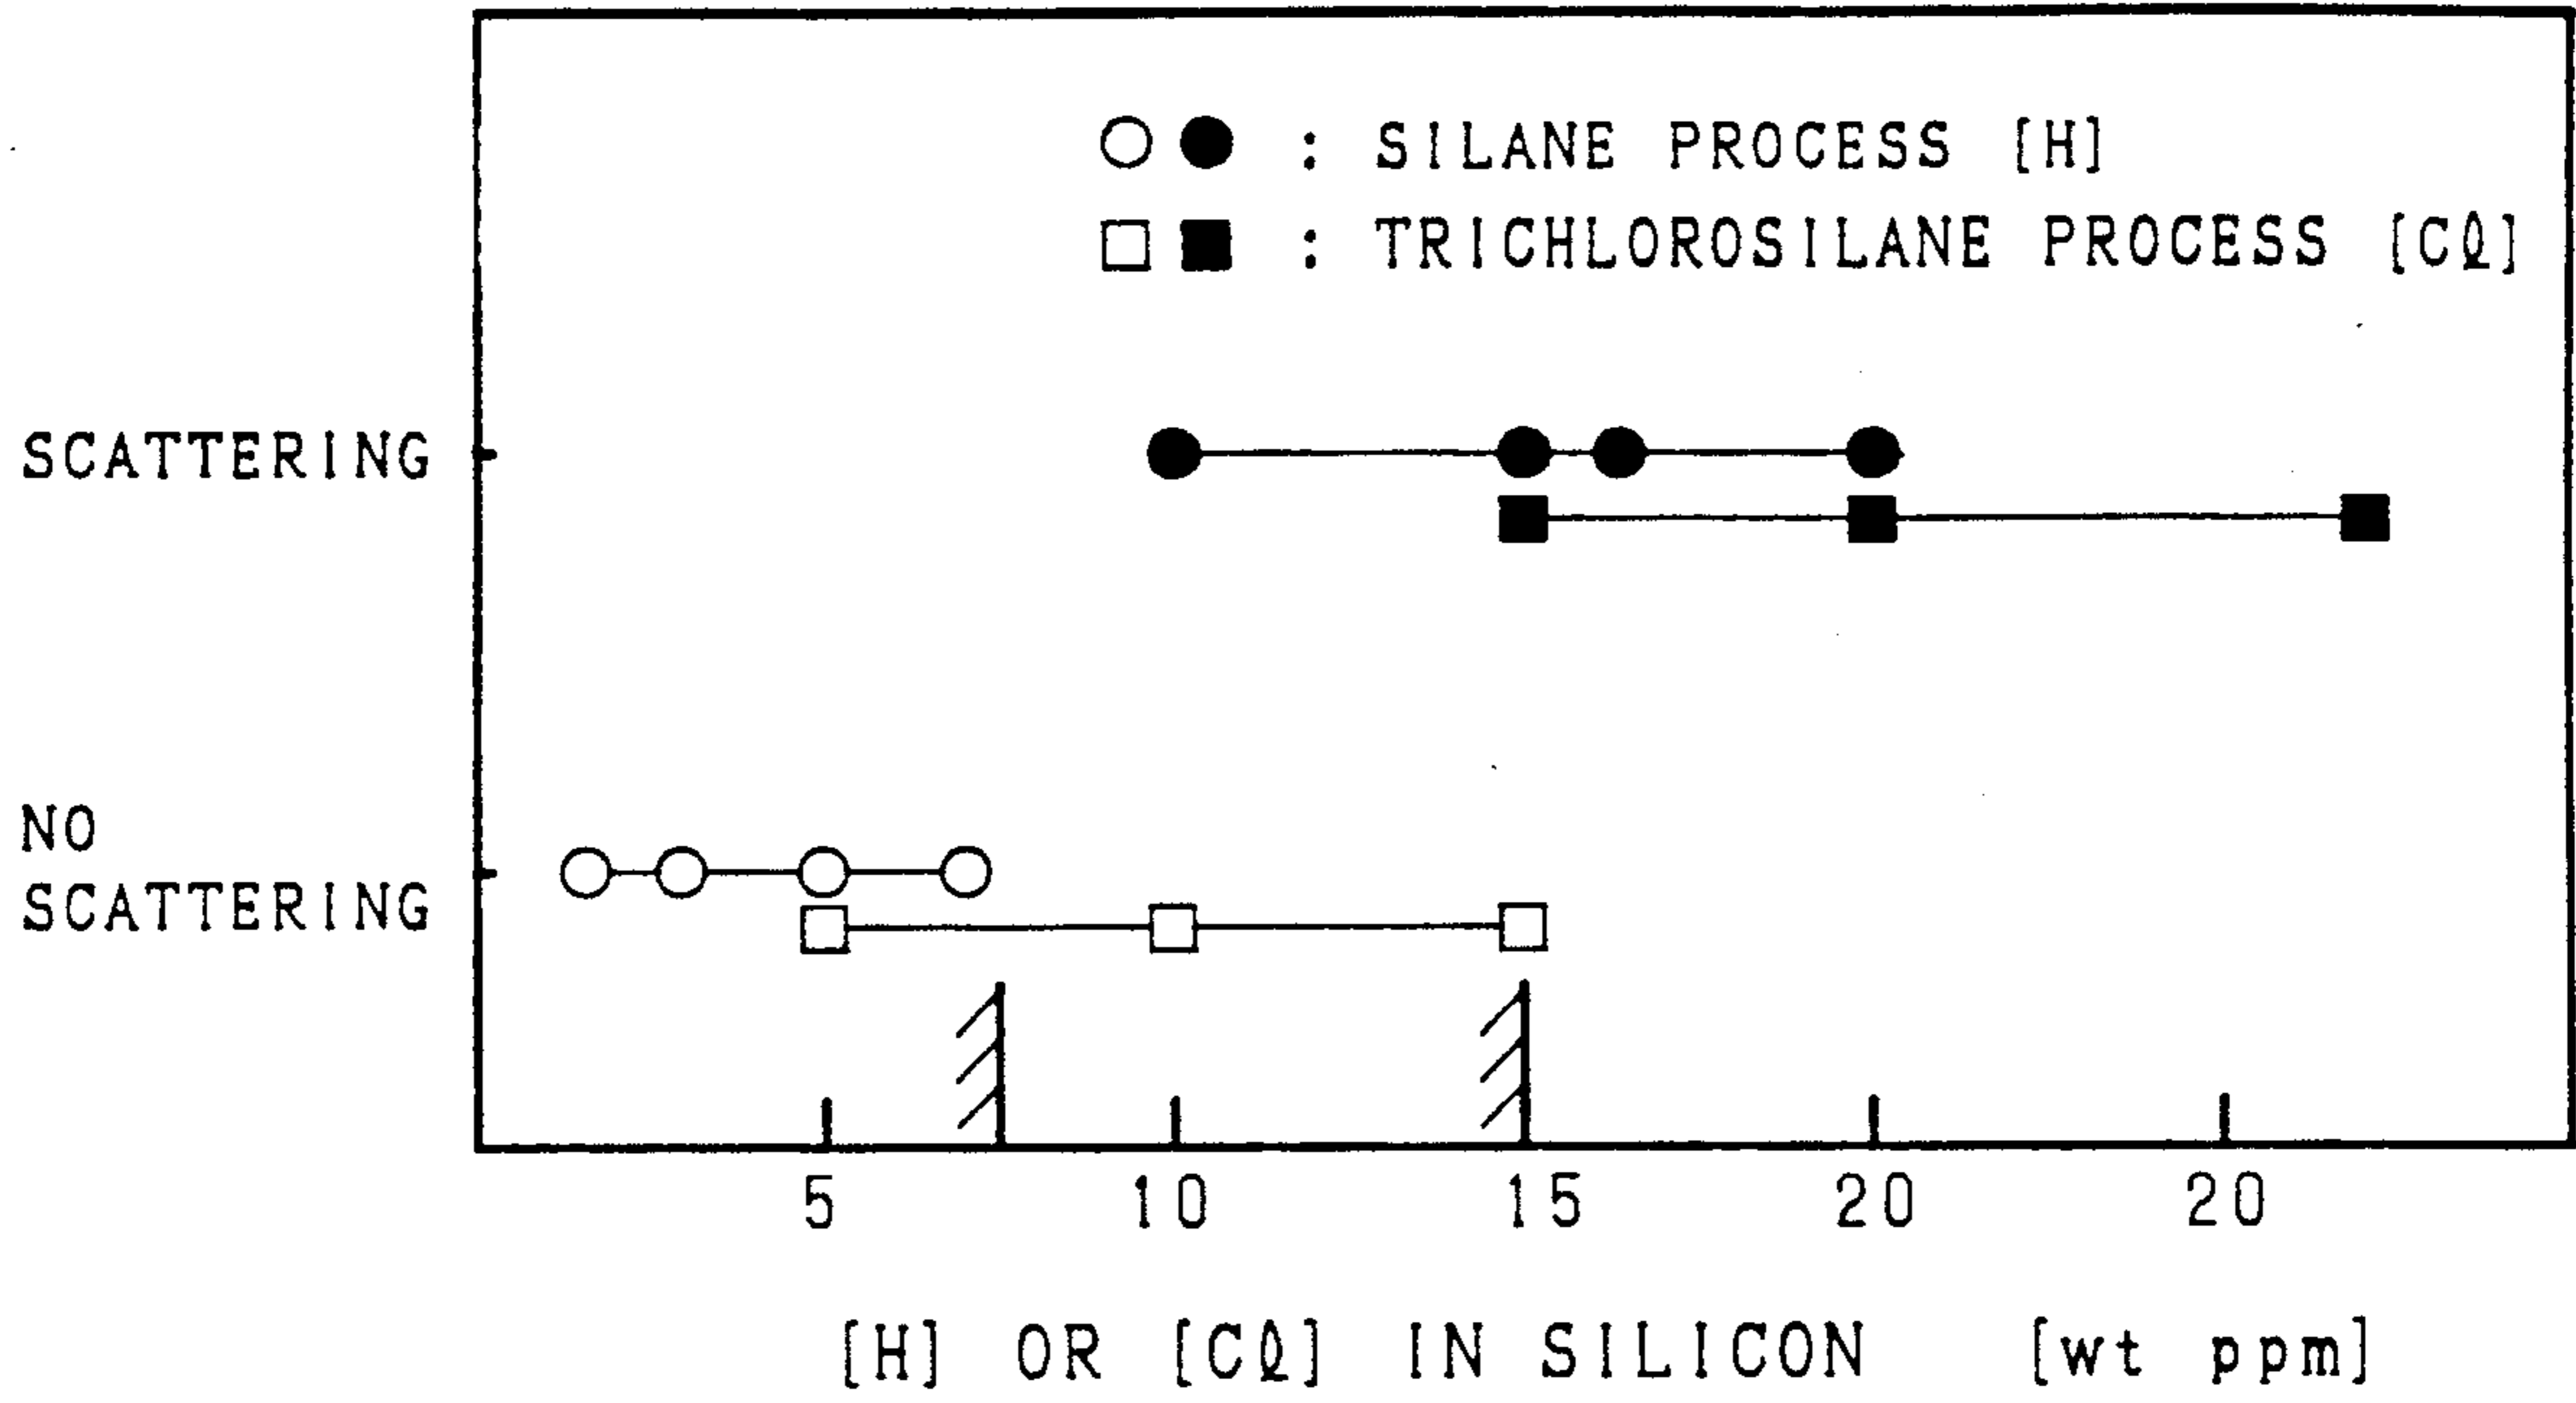 : SILANE PROCESS [H]
: TRICHLOROSILANE PROCESS [Cℓ]
SCATTERING
NO
SCATTERING
5 10 15 20 20
[H] OR [Cℓ] IN SILICON [wt ppm]